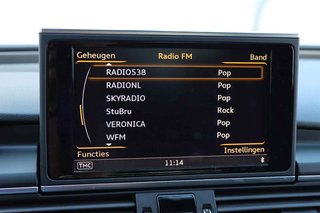 Geheugen Radio FM Band
RADIO538 Pop
RADIONL Pop
SKYRADIO Pop
StuBru Rock
VERONICA Pop
WFM Pop
Functies Instellingen
TMC 11:14